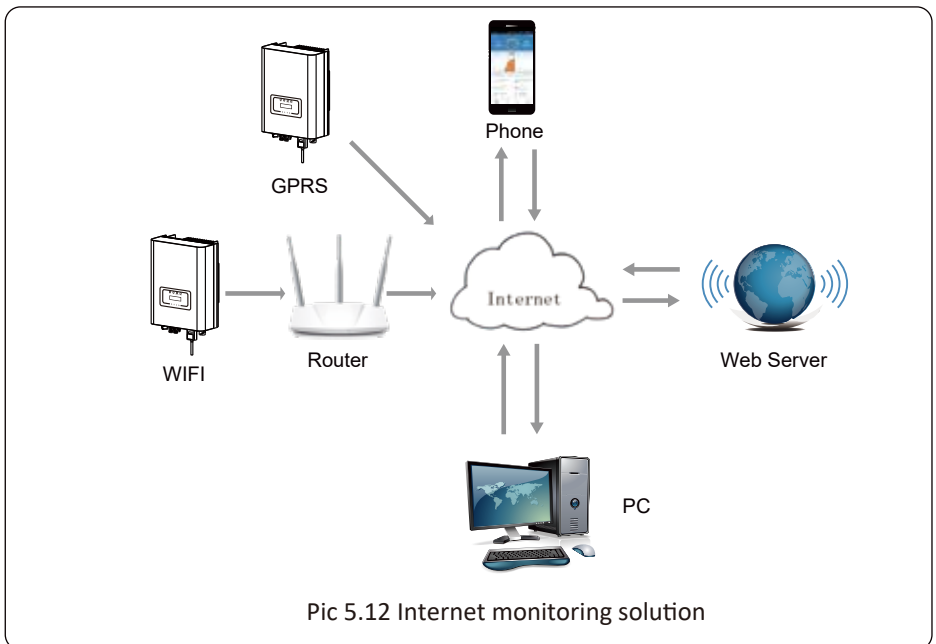 Phone
GPRS
Internet
WIFI
Router
Web Server
PC
Pic 5.12 Internet monitoring solution